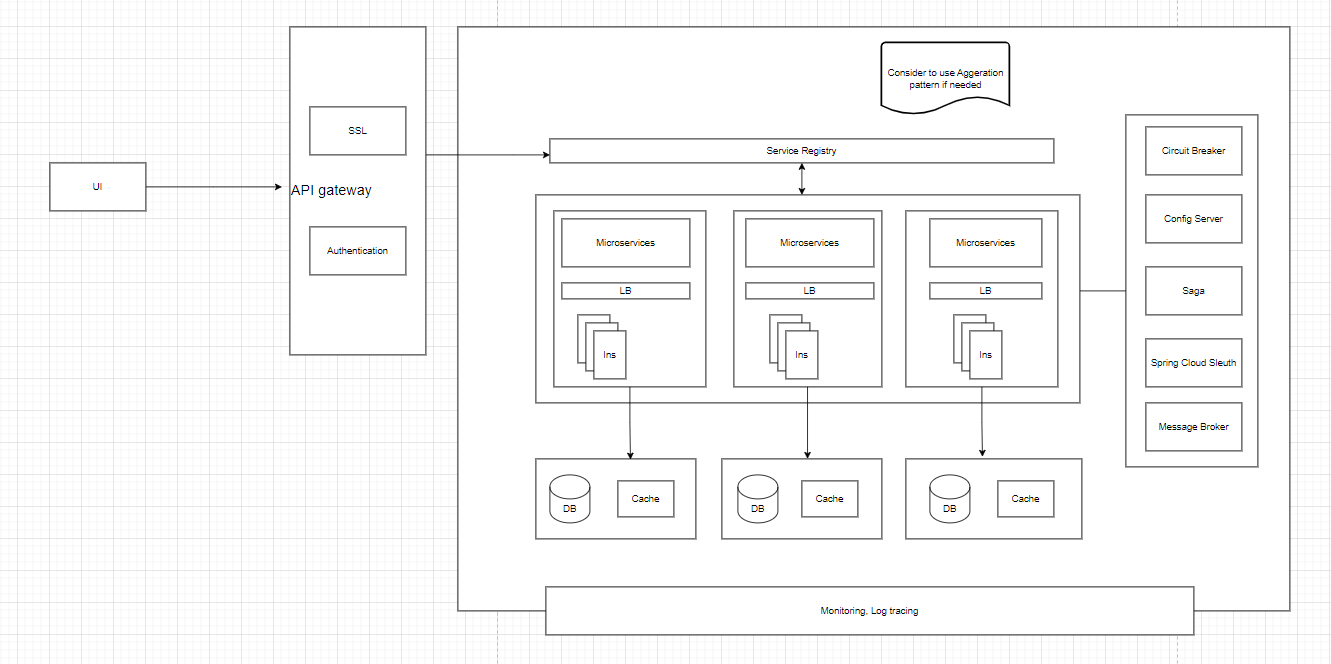 Consider to use Aggeration
pattern if needed
SSL
UI
API gateway
Authentication
Service Registry
Microservices
LB
Ins
Microservices
LB
Ins
Microservices
LB
Ins
Circuit Breaker
Config Server
Saga
Spring Cloud Sleuth
Message Broker
DB
Cache
DB
Cache
DB
Cache
Monitoring, Log tracing